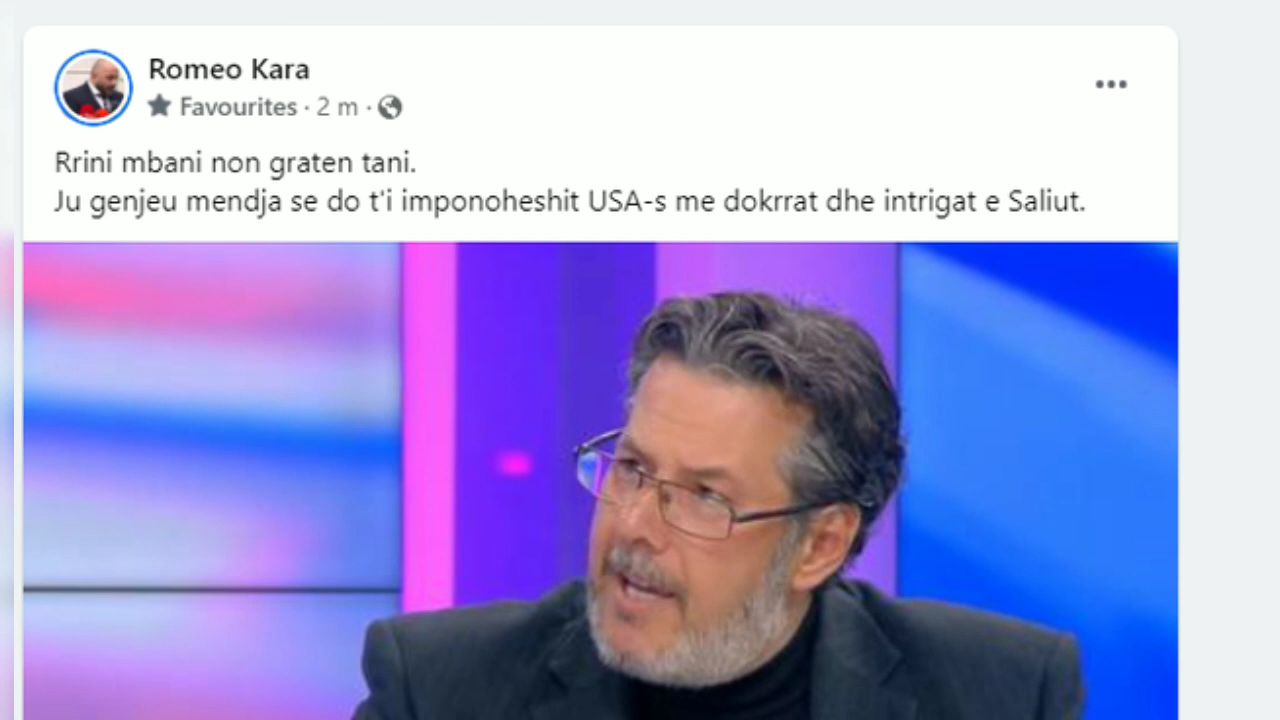 Romeo Kara
Favourites · 2 m ·
Rrini mbani non graten tani.
Ju genjeu mendja se do t'i imponoheshit USA-s me dokrrat dhe intrigat e Saliut.